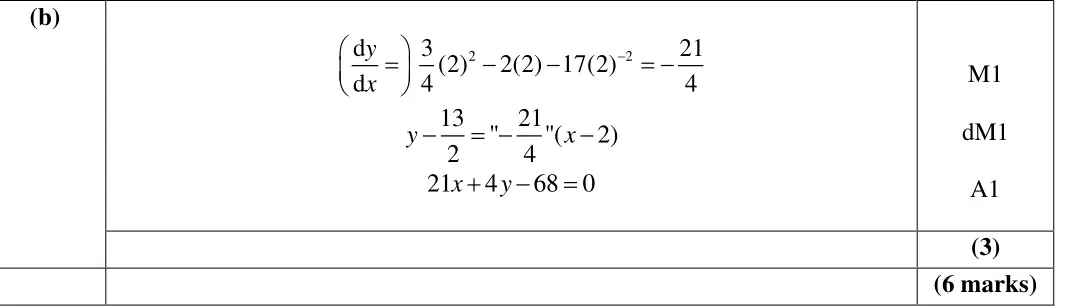 (b)
(dy/dx =) 3/4(2)² − 2(2) − 17(2)⁻² = −21/4
M1
y − 13/2 = "−21/4"(x − 2)
dM1
21x + 4y − 68 = 0
A1
(3)
(6 marks)